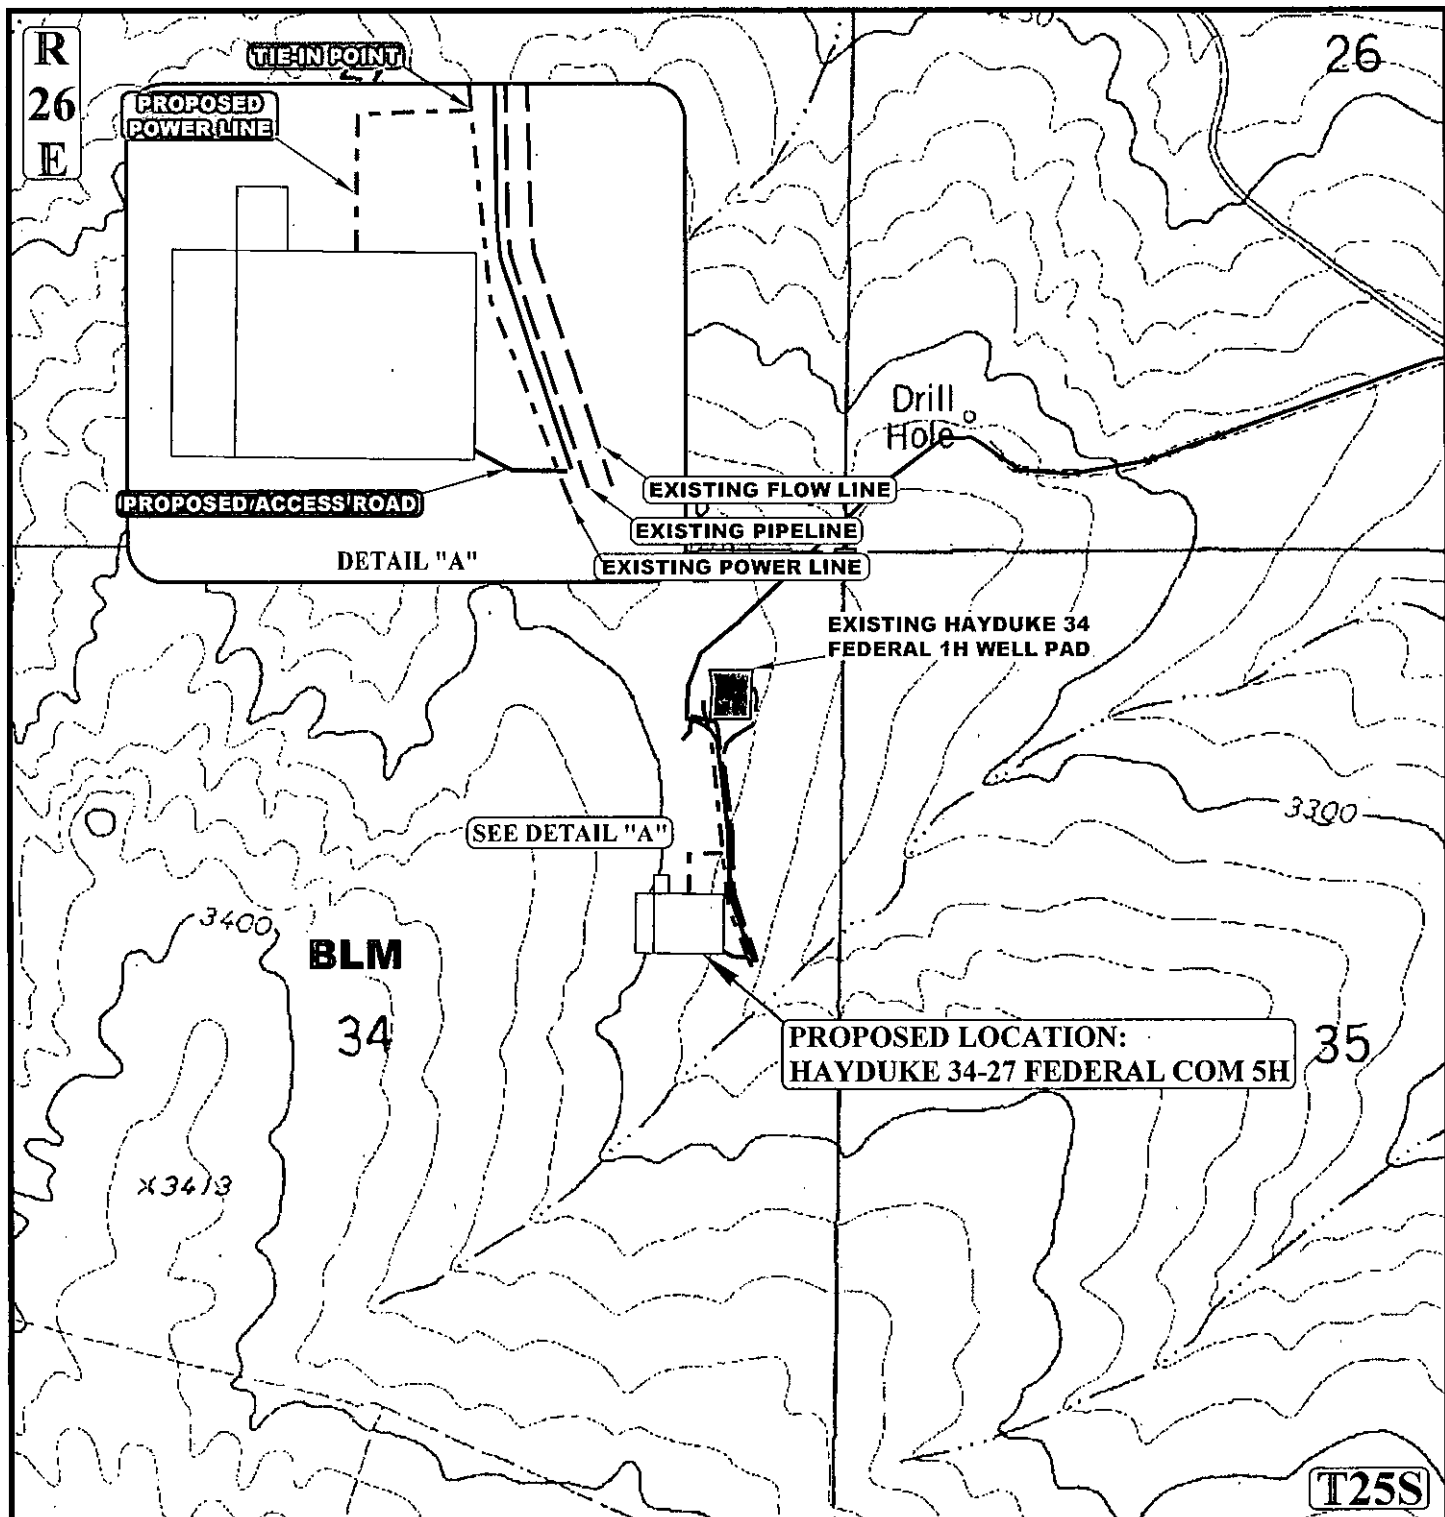 R
26
E
TIE-IN POINT
PROPOSED
POWER LINE
26
Drill
Hole
EXISTING FLOW LINE
PROPOSED ACCESS ROAD
EXISTING PIPELINE
DETAIL "A"
EXISTING POWER LINE
EXISTING HAYDUKE 34
FEDERAL 1H WELL PAD
3300
SEE DETAIL "A"
3400
BLM
34
PROPOSED LOCATION:
HAYDUKE 34-27 FEDERAL COM 5H
35
X3413
T25S